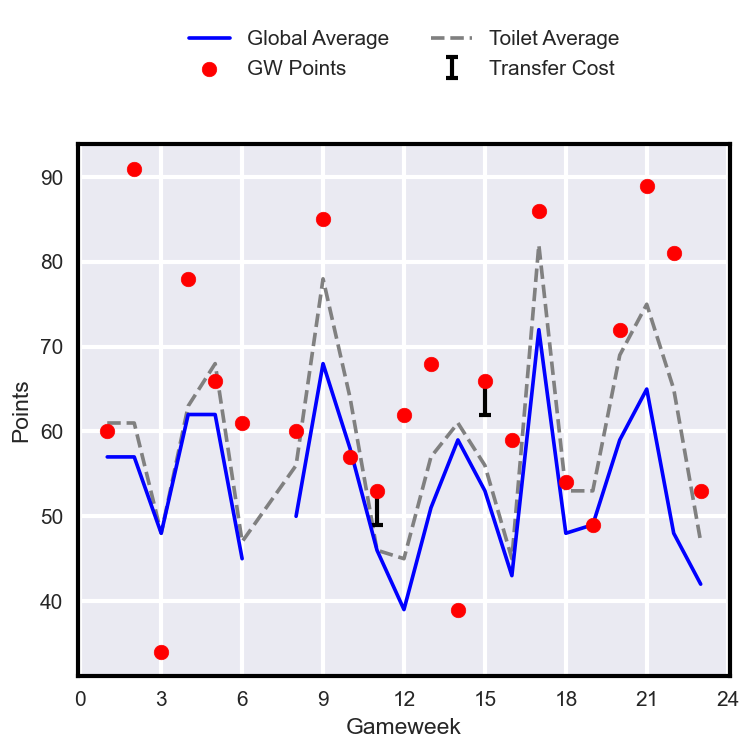 Global Average
Toilet Average
GW Points
Transfer Cost
90
80
70
60
50
40
Points
0 3 6 9 12 15 18 21 24
Gameweek